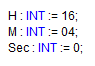 H : INT := 16;
M : INT := 04;
Sec : INT := 0;